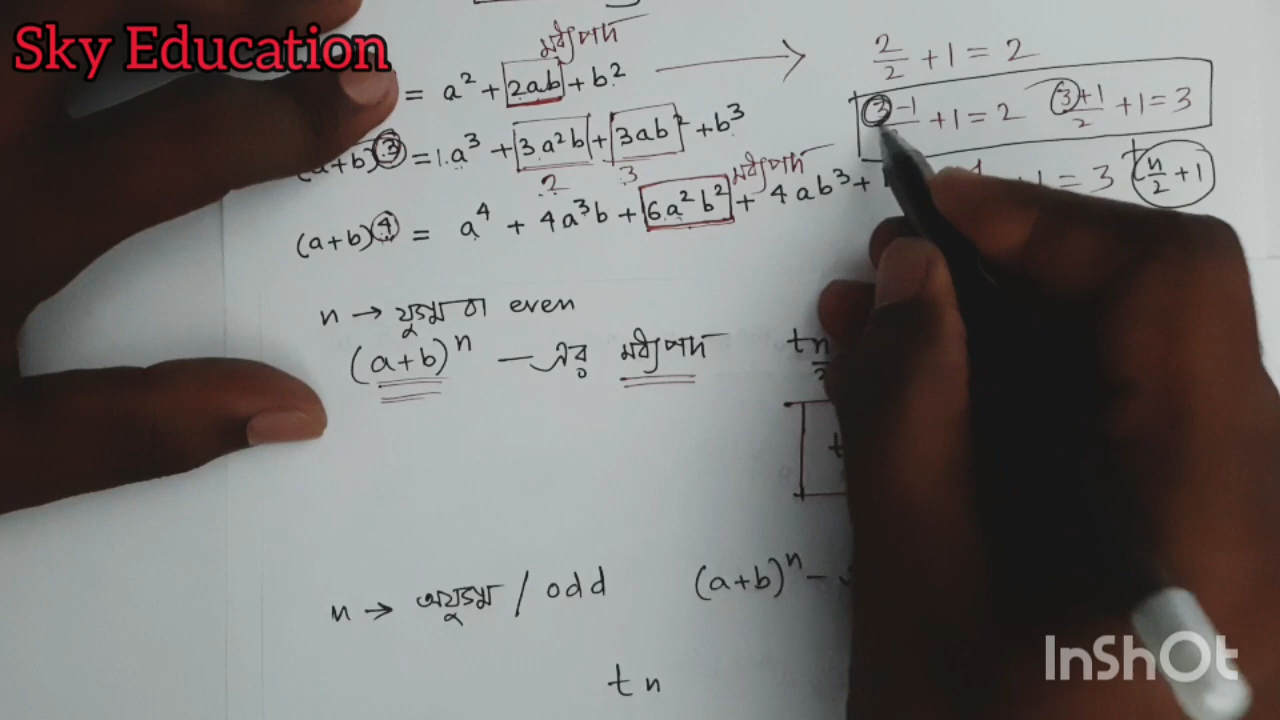 Sky Education
মধ্যপদ
= a² + 2ab + b² ⟶ 2/2 + 1 = 2
(a+b)³ = 1.a³ + 3a²b + 3ab² + b³
2 3
3-1/ + 1 = 2 3+1/2 + 1 = 3
মধ্যপদ
(a+b)⁴ = a⁴ + 4a³b + 6a²b² + 4ab³ +
= 3 t n/2 + 1
n → যুগ্ম বা even
(a+b)ⁿ – এর মধ্যপদ t n/2
t
n → অযুগ্ম / odd (a+b)ⁿ –
t n
InShOt